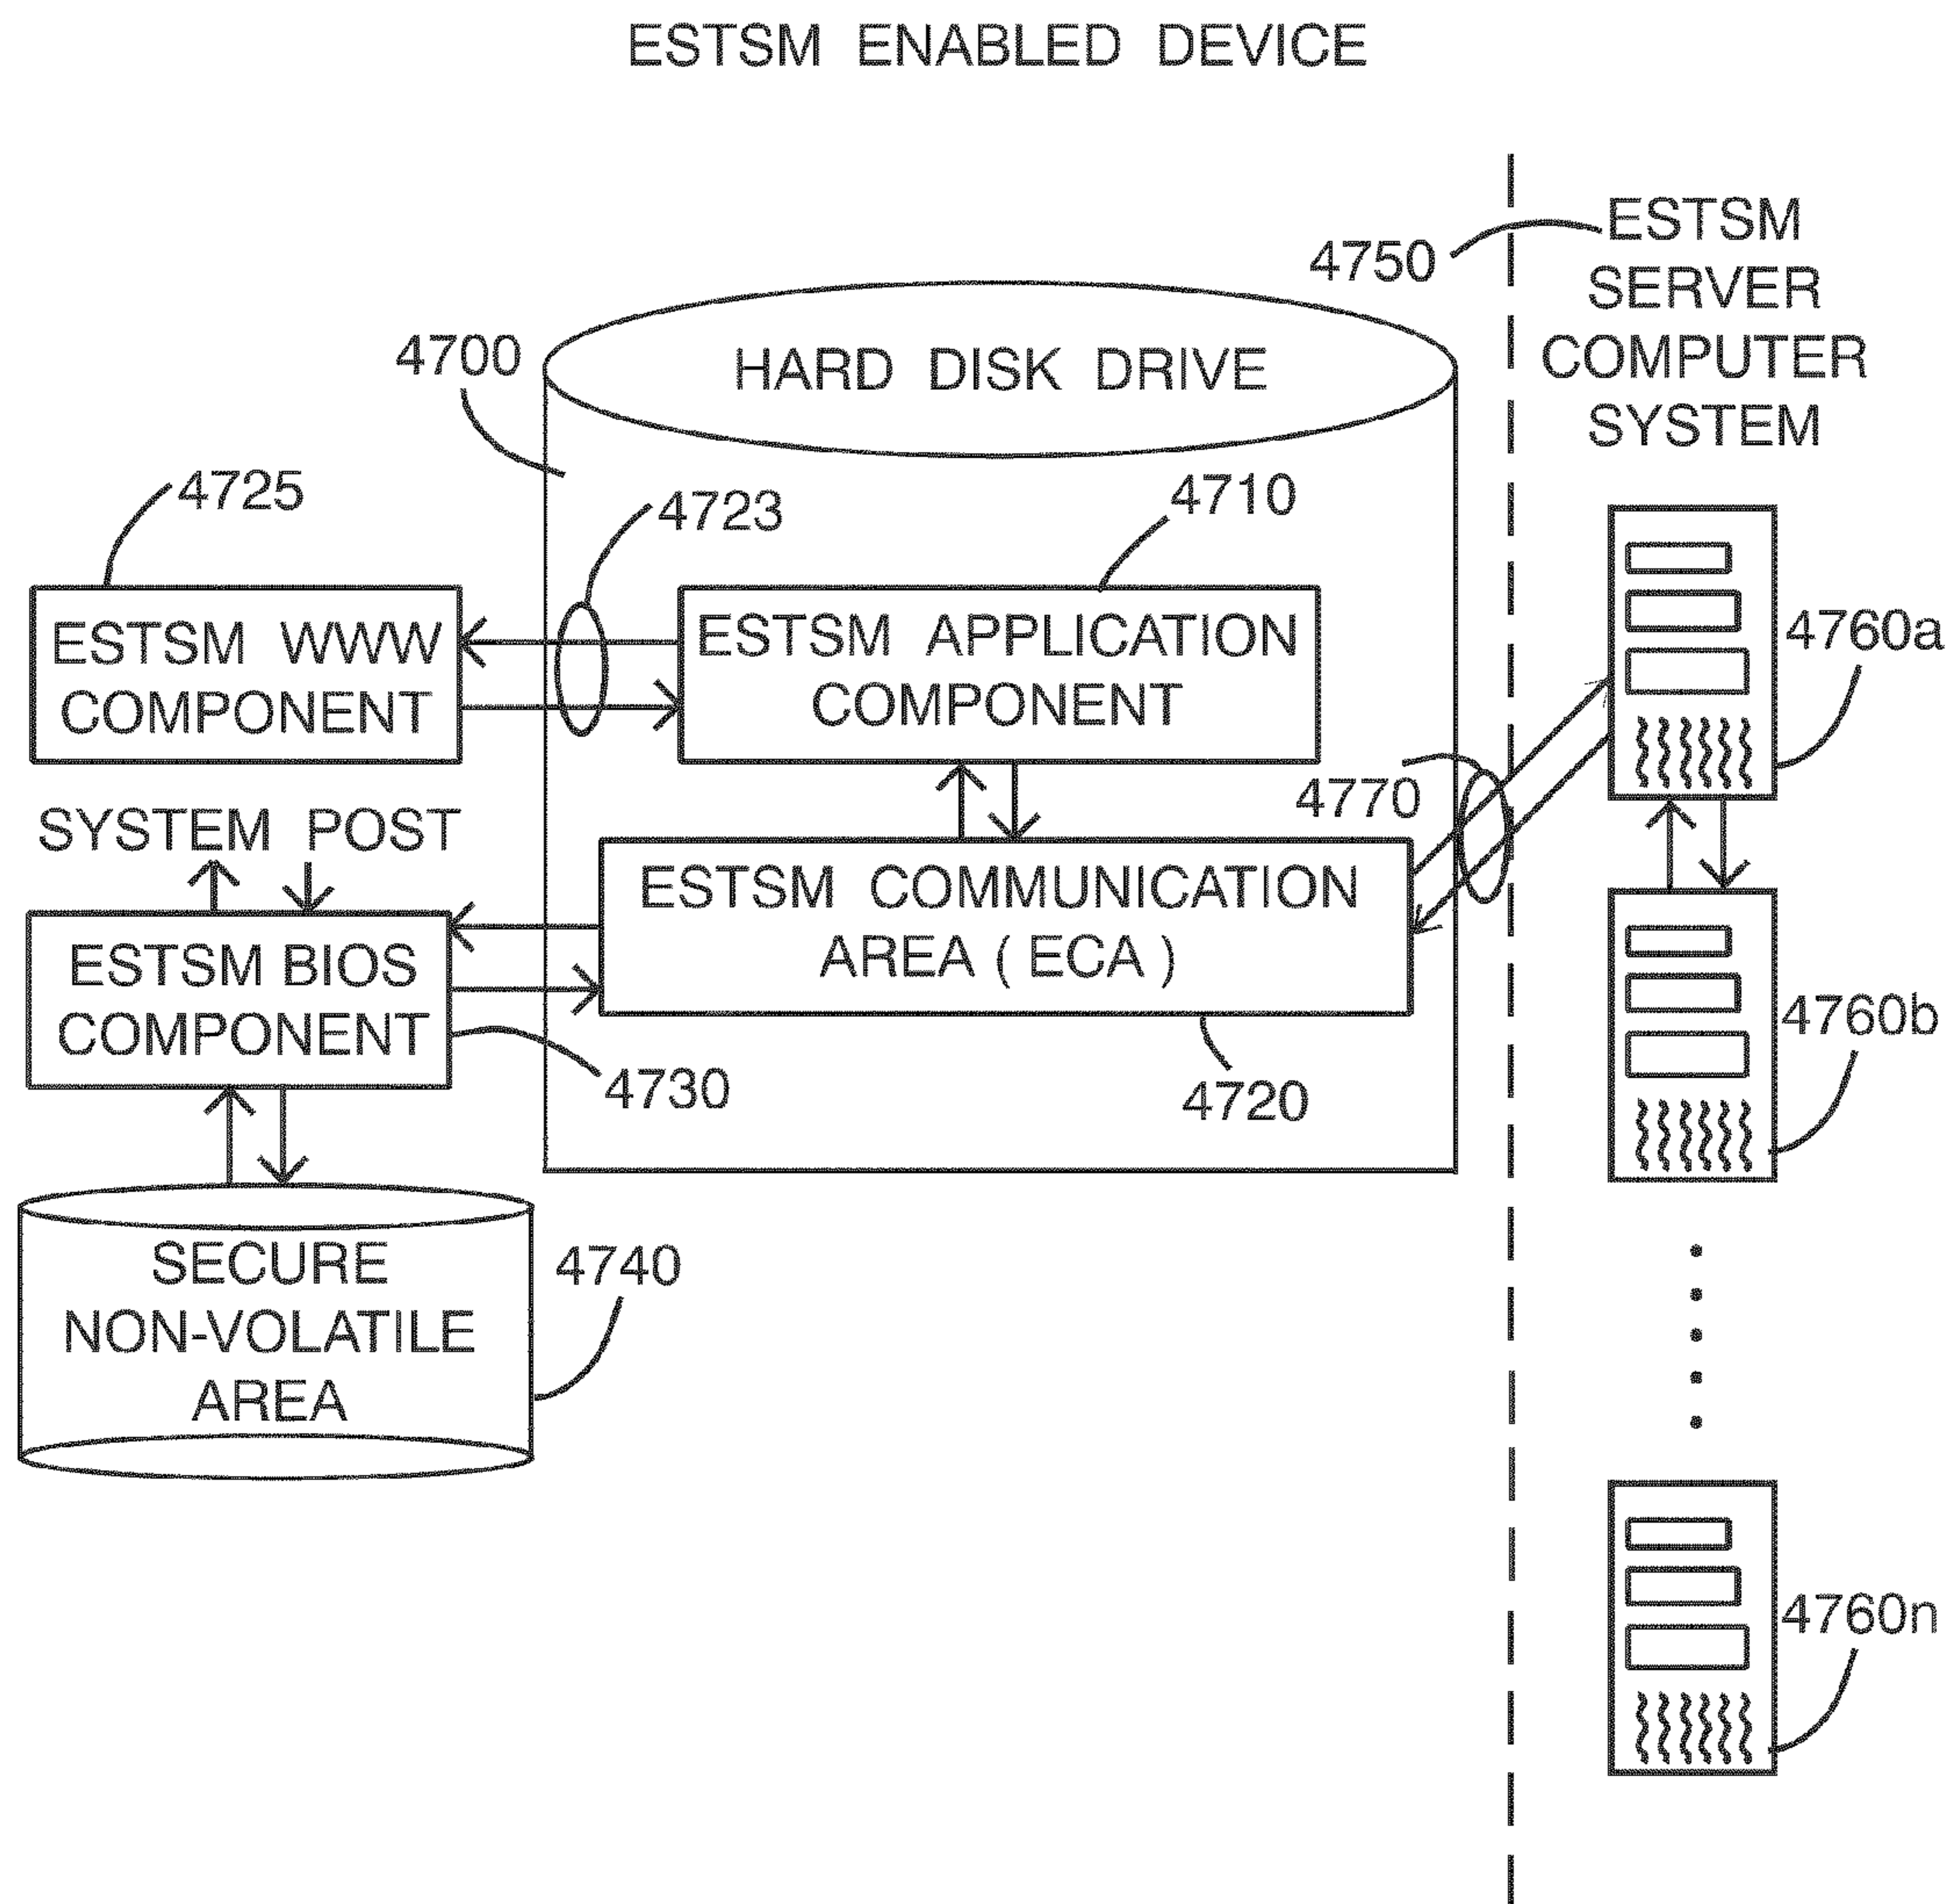 ESTSM ENABLED DEVICE
4750
ESTSM
SERVER
COMPUTER
SYSTEM
4700
HARD DISK DRIVE
4725
4723
4710
ESTSM WWW
COMPONENT
ESTSM APPLICATION
COMPONENT
4760a
4770
SYSTEM POST
ESTSM BIOS
COMPONENT
ESTSM COMMUNICATION
AREA ( ECA )
4760b
4730
4720
SECURE
NON-VOLATILE
AREA
4740
4760n